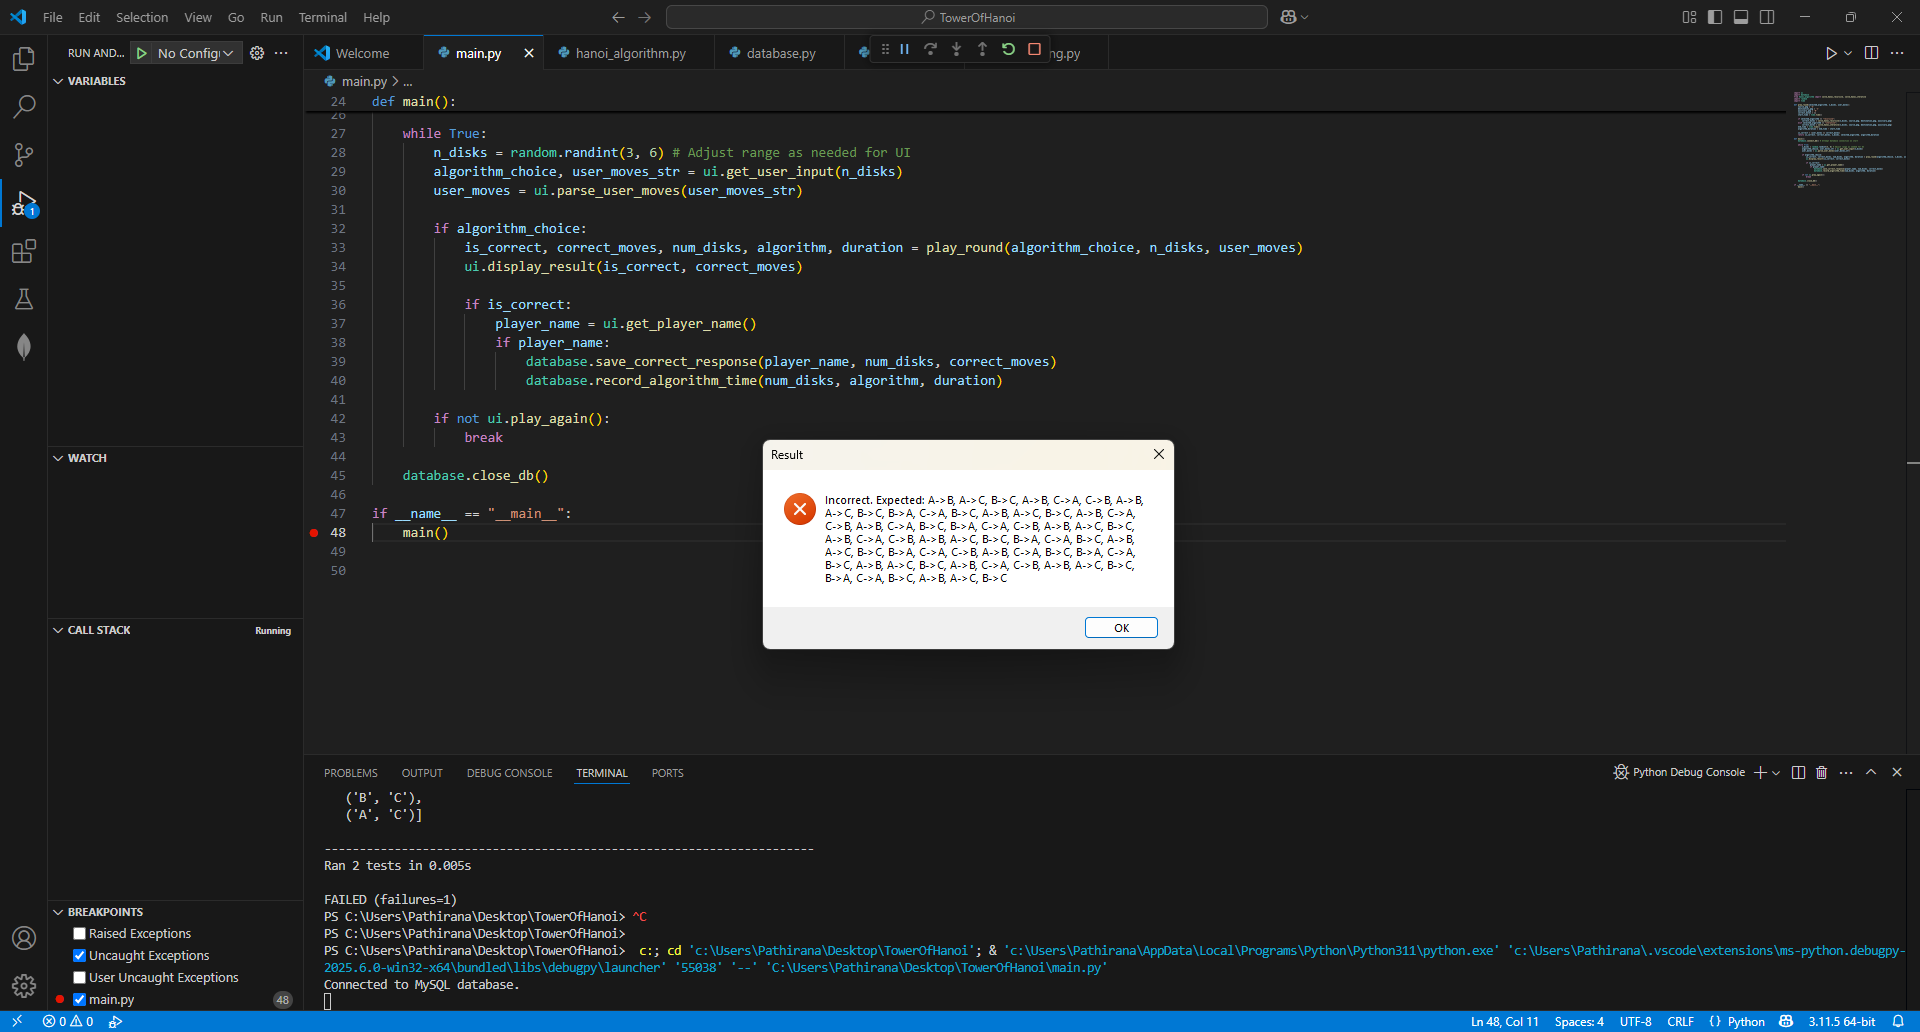 File Edit Selection View Go Run Terminal Help
TowerOfHanoi
RUN AND... No Config
VARIABLES
WATCH
CALL STACK Running
BREAKPOINTS
Raised Exceptions
Uncaught Exceptions
User Uncaught Exceptions
main.py 48
1
Welcome main.py hanoi_algorithm.py database.py ng.py
main.py > ...
24 def main():
26
27 while True:
28 n_disks = random.randint(3, 6) # Adjust range as needed for UI
29 algorithm_choice, user_moves_str = ui.get_user_input(n_disks)
30 user_moves = ui.parse_user_moves(user_moves_str)
31
32 if algorithm_choice:
33 is_correct, correct_moves, num_disks, algorithm, duration = play_round(algorithm_choice, n_disks, user_moves)
34 ui.display_result(is_correct, correct_moves)
35
36 if is_correct:
37 player_name = ui.get_player_name()
38 if player_name:
39 database.save_correct_response(player_name, num_disks, correct_moves)
40 database.record_algorithm_time(num_disks, algorithm, duration)
41
42 if not ui.play_again():
43 break
44
45 database.close_db()
46
47 if __name__ == "__main__":
48 main()
49
50
Result
Incorrect. Expected: A->B, A->C, B->C, A->B, C->A, C->B, A->B,
A->C, B->C, B->A, C->A, B->C, A->B, A->C, B->C, A->B, C->A,
C->B, A->B, C->A, B->C, B->A, C->A, C->B, A->B, A->C, B->C,
A->B, C->A, C->B, A->B, A->C, B->C, B->A, C->A, B->C, A->B,
A->C, B->C, B->A, C->A, C->B, A->B, C->A, B->C, B->A, C->A,
B->C, A->B, A->C, B->C, A->B, C->A, C->B, A->B, A->C, B->C,
B->A, C->A, B->C, A->B, A->C, B->C
OK
PROBLEMS OUTPUT DEBUG CONSOLE TERMINAL PORTS
Python Debug Console
('B', 'C'),
('A', 'C')]
----------------------------------------------------------------------
Ran 2 tests in 0.005s
FAILED (failures=1)
PS C:\Users\Pathirana\Desktop\TowerOfHanoi> ^C
PS C:\Users\Pathirana\Desktop\TowerOfHanoi>
PS C:\Users\Pathirana\Desktop\TowerOfHanoi> c:; cd 'c:\Users\Pathirana\Desktop\TowerOfHanoi'; & 'c:\Users\Pathirana\AppData\Local\Programs\Python\Python311\python.exe' 'c:\Users\Pathirana\.vscode\extensions\ms-python.debugpy-
2025.6.0-win32-x64\bundled\libs\debugpy\launcher' '55038' '--' 'C:\Users\Pathirana\Desktop\TowerOfHanoi\main.py'
Connected to MySQL database.
0 0 Ln 48, Col 11 Spaces: 4 UTF-8 CRLF {} Python 3.11.5 64-bit